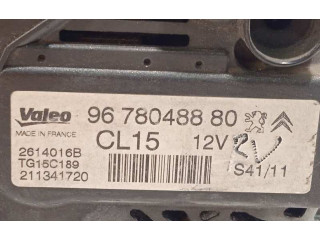 Valeo 96 780488 80
MADE IN FRANCE
CL15 12V
2614016B
TG15C189
211341720
S41/11